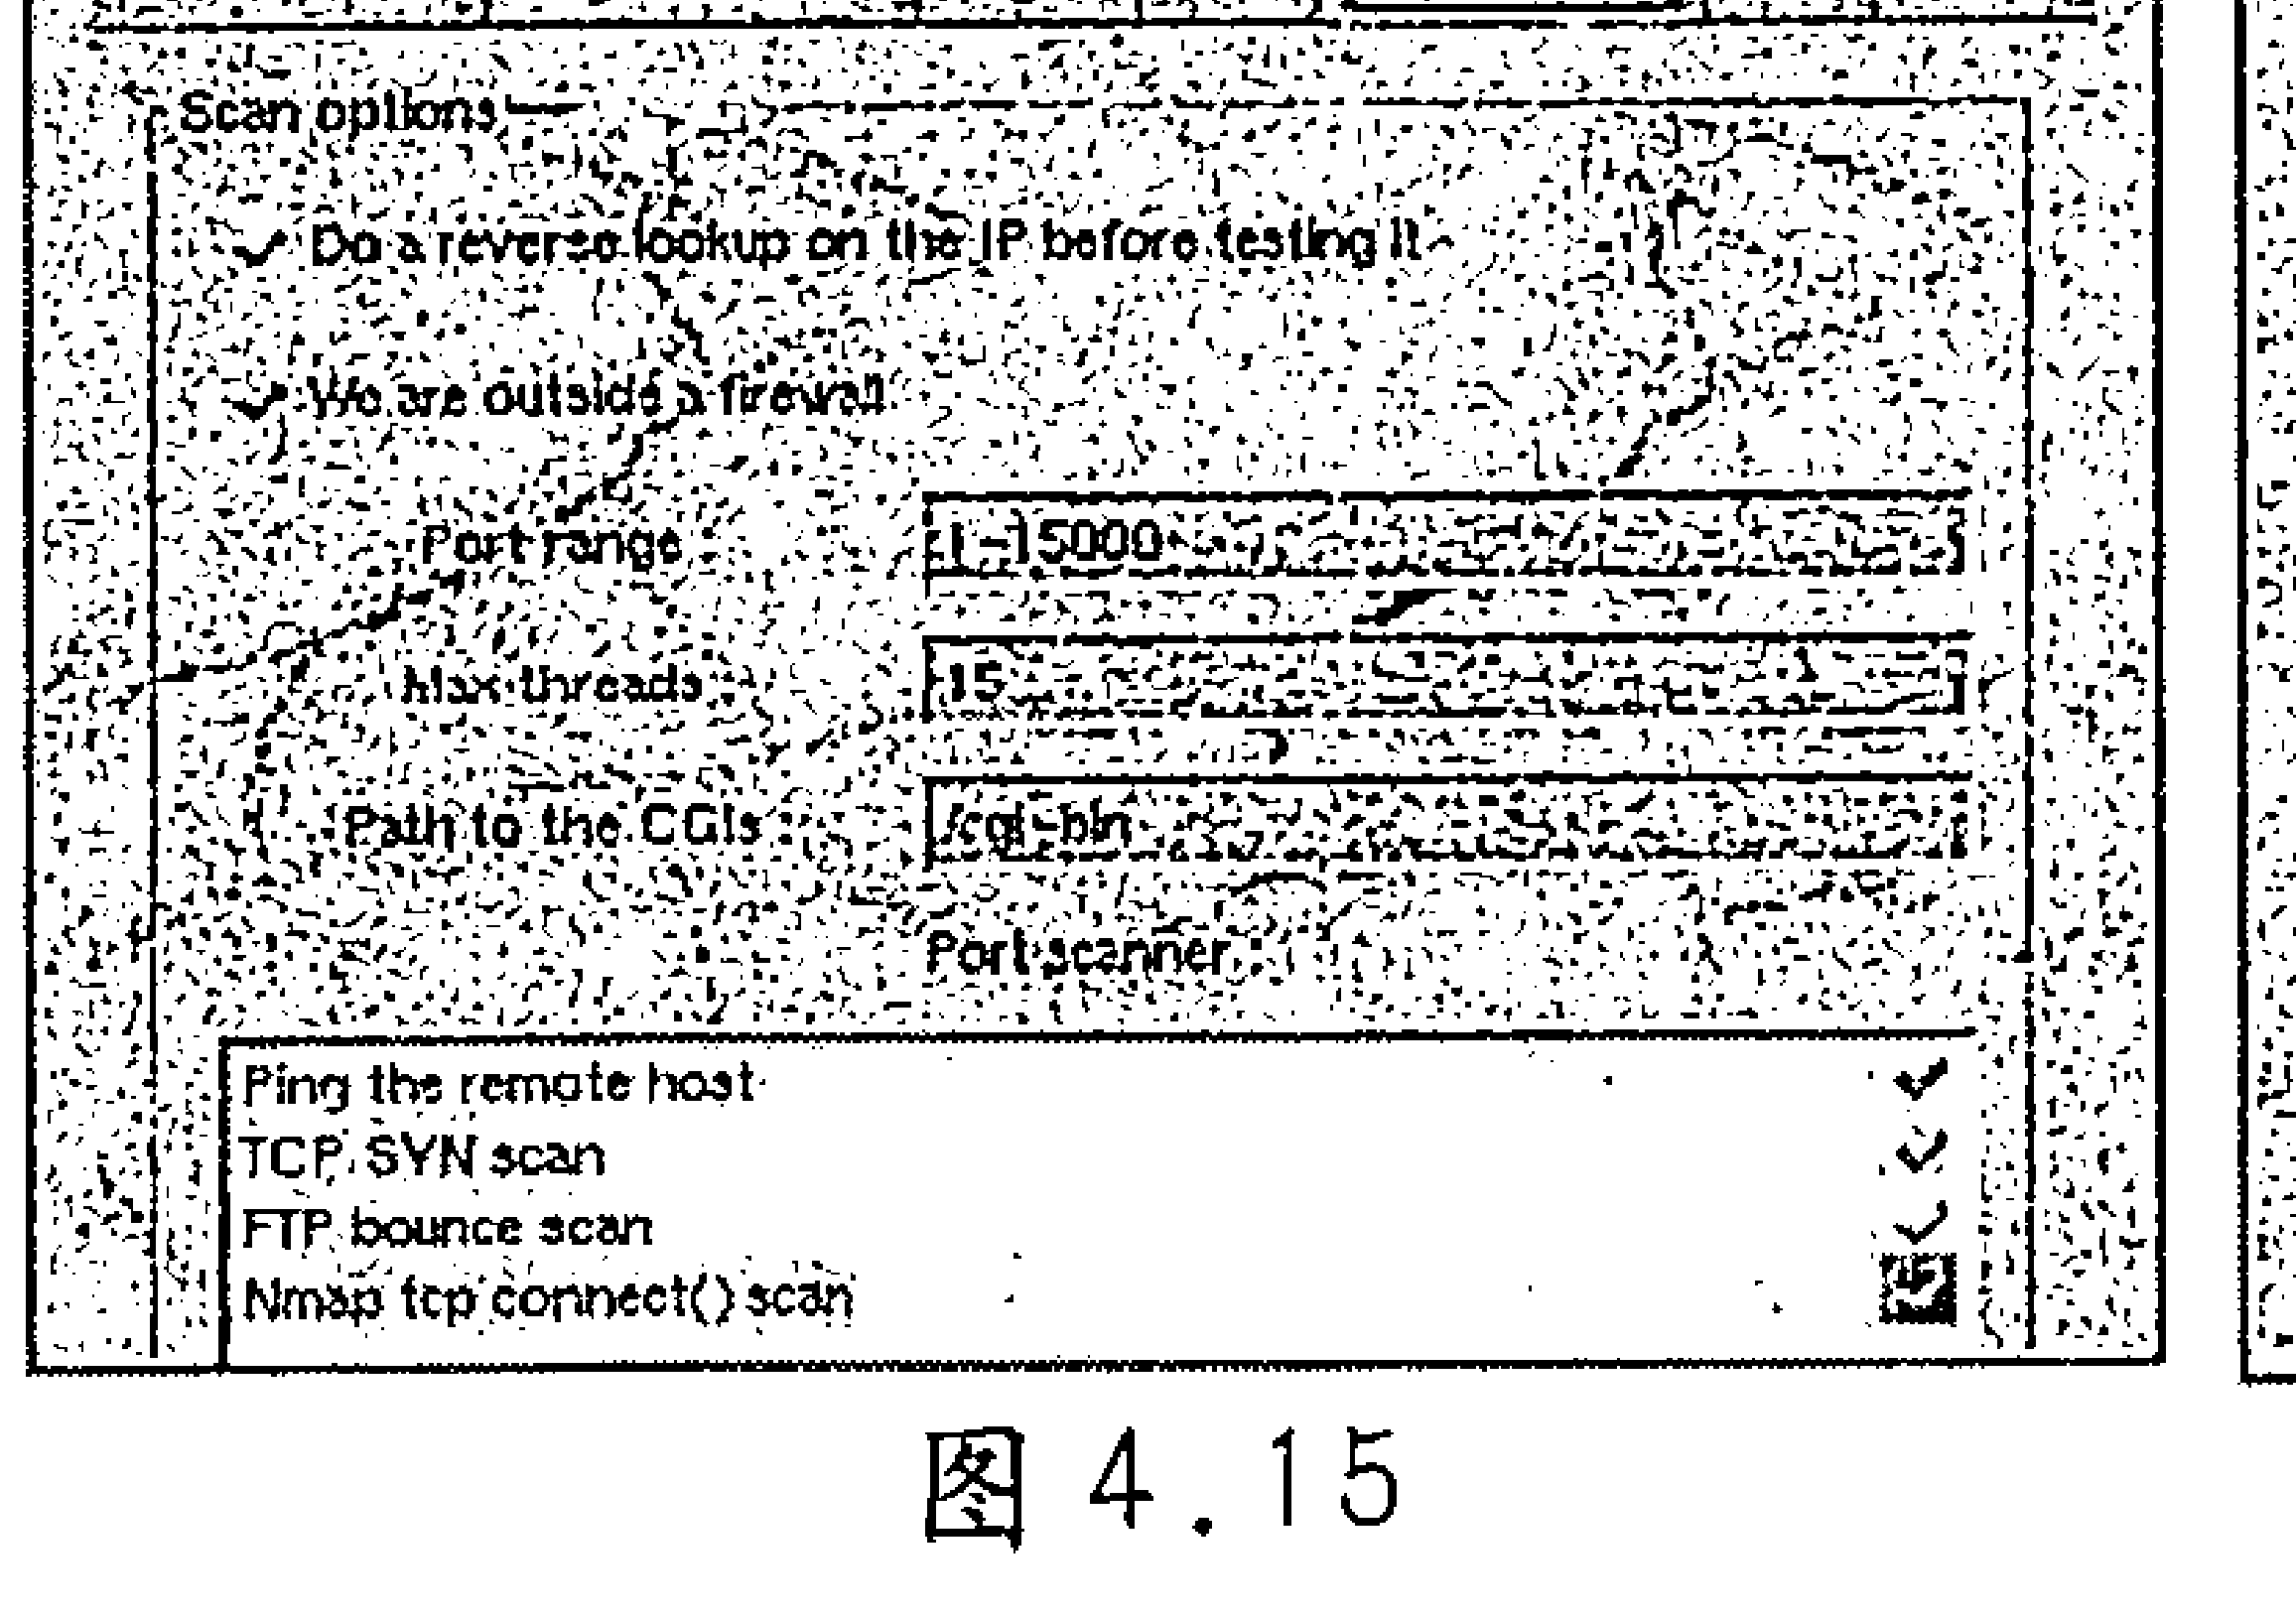 Scan options
Do a reverse lookup on the IP before testing it
We are outside a firewall
Port range
1-15000
Max threads
15
Path to the CGIs
/cgi-bin
Port scanner
Ping the remote host
TCP SYN scan
FTP bounce scan
Nmap tcp connect() scan
图 4.15